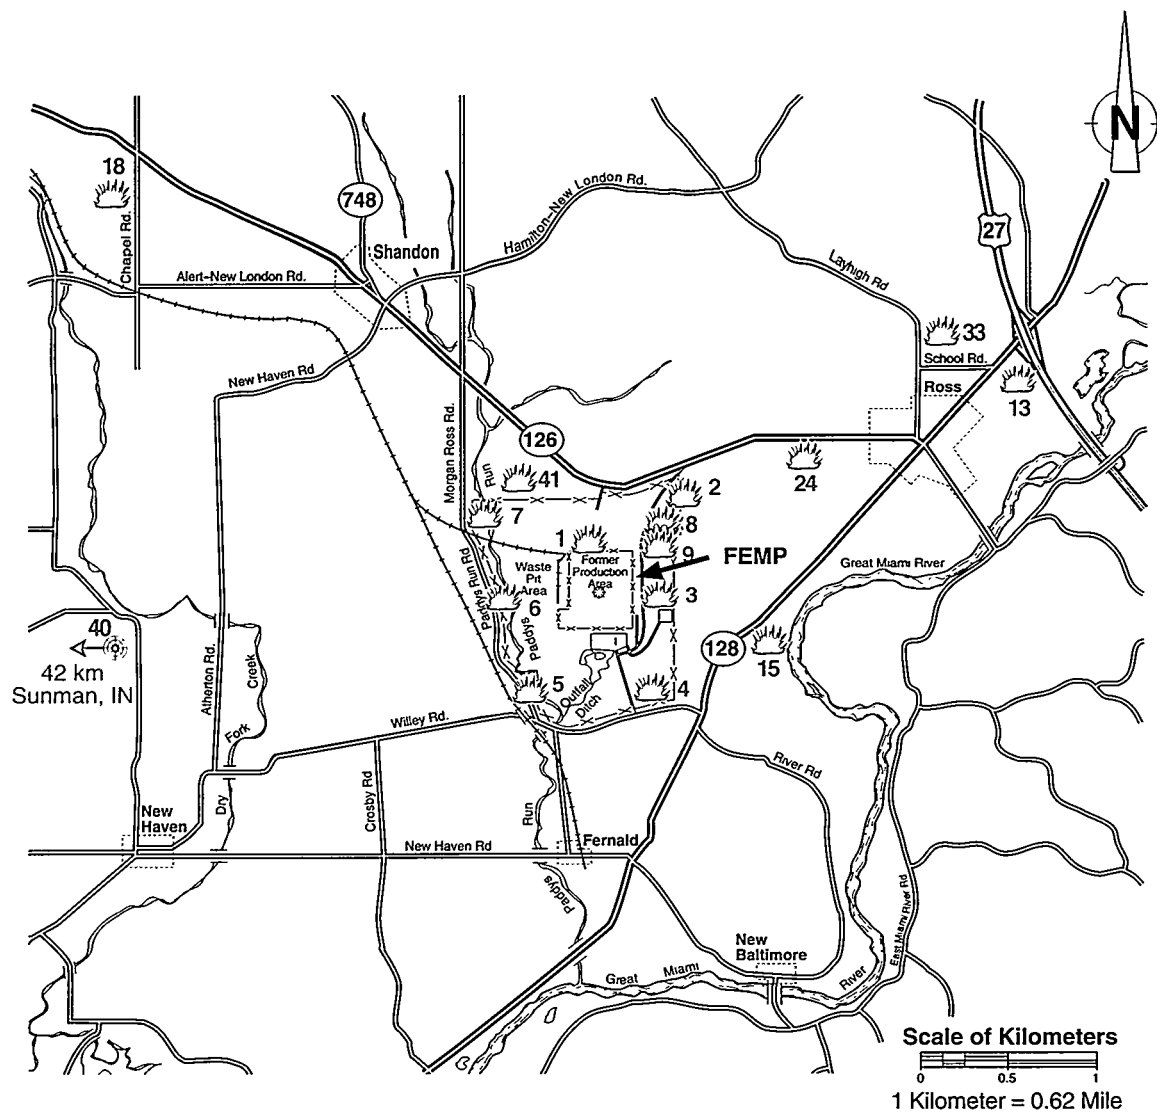 N
18
748
Hamilton-New London Rd.
27
Chapel Rd.
Shandon
Alert-New London Rd.
Layhigh Rd
33
School Rd.
New Haven Rd
Ross
13
Morgan Ross Rd.
126
Run
41
2
24
7
8
1
9
FEMP
Former
Production
Area
Waste
Pit
Area
Great Miami River
Paddys Run Rd
6
3
Paddys
40
42 km
Sunman, IN
128
15
Atherton Rd.
Creek
5
4
Outfall
Ditch
Willey Rd.
Fork
River Rd
Crosby Rd
Dry
New
Haven
Run
Fernald
New Haven Rd
Paddys
East Miami River Rd
New
Baltimore
Great Miami River
Scale of Kilometers
0 0.5 1
1 Kilometer = 0.62 Mile